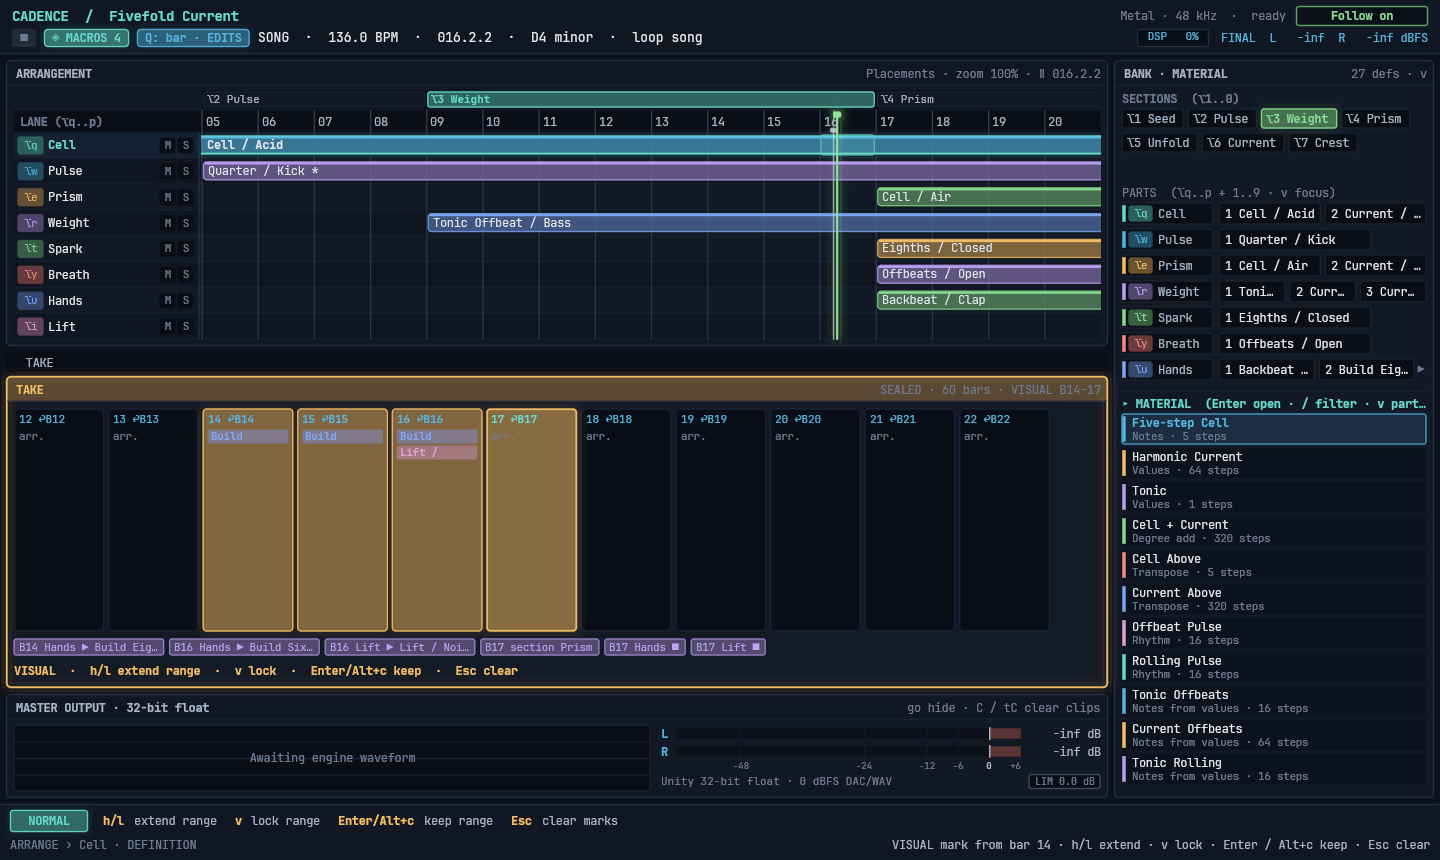 CADENCE / Fivefold Current
Metal · 48 kHz · ready Follow on
■ ◈ MACROS 4 Q: bar · EDITS SONG · 136.0 BPM · 016.2.2 · D4 minor · loop song
DSP 0% FINAL L -inf R -inf dBFS
ARRANGEMENT Placements · zoom 100% · Ⅱ 016.2.2
⌥2 Pulse ⌥3 Weight ⌥4 Prism
LANE (⌥q..p) 05 06 07 08 09 10 11 12 13 14 15 16 17 18 19 20
⌥q Cell M S Cell / Acid
⌥w Pulse M S Quarter / Kick *
⌥e Prism M S Cell / Air
⌥r Weight M S Tonic Offbeat / Bass
⌥t Spark M S Eighths / Closed
⌥y Breath M S Offbeats / Open
⌥u Hands M S Backbeat / Clap
⌥i Lift M S
TAKE
TAKE SEALED · 60 bars · VISUAL B14–17
12 ↶B12 13 ↶B13 14 ↶B14 15 ↶B15 16 ↶B16 17 ↶B17 18 ↶B18 19 ↶B19 20 ↶B20 21 ↶B21 22 ↶B22
arr. arr. Build Build Build arr. arr. arr. arr. arr. arr.
Lift /
B14 Hands ▶ Build Eig… B16 Hands ▶ Build Six… B16 Lift ▶ Lift / Noi… B17 section Prism B17 Hands ■ B17 Lift ■
VISUAL · h/l extend range · v lock · Enter/Alt+c keep · Esc clear
MASTER OUTPUT · 32-bit float go hide · C / tC clear clips
Awaiting engine waveform
L -inf dB
R -inf dB
-48 -24 -12 -6 0 +6
Unity 32-bit float · 0 dBFS DAC/WAV LIM 0.0 dB
BANK · MATERIAL 27 defs · v
SECTIONS (⌥1..0)
⌥1 Seed ⌥2 Pulse ⌥3 Weight ⌥4 Prism
⌥5 Unfold ⌥6 Current ⌥7 Crest
PARTS (⌥q..p + 1..9 · v focus)
⌥q Cell 1 Cell / Acid 2 Current / …
⌥w Pulse 1 Quarter / Kick
⌥e Prism 1 Cell / Air 2 Current / …
⌥r Weight 1 Toni… 2 Curr… 3 Curr…
⌥t Spark 1 Eighths / Closed
⌥y Breath 1 Offbeats / Open
⌥u Hands 1 Backbeat … 2 Build Eig… ▶
▸ MATERIAL (Enter open · / filter · v part…
Five-step Cell
Notes · 5 steps
Harmonic Current
Values · 64 steps
Tonic
Values · 1 steps
Cell + Current
Degree add · 320 steps
Cell Above
Transpose · 5 steps
Current Above
Transpose · 320 steps
Offbeat Pulse
Rhythm · 16 steps
Rolling Pulse
Rhythm · 16 steps
Tonic Offbeats
Notes from values · 16 steps
Current Offbeats
Notes from values · 64 steps
Tonic Rolling
Notes from values · 16 steps
NORMAL h/l extend range v lock range Enter/Alt+c keep range Esc clear marks
ARRANGE › Cell · DEFINITION
VISUAL mark from bar 14 · h/l extend · v lock · Enter / Alt+c keep · Esc clear